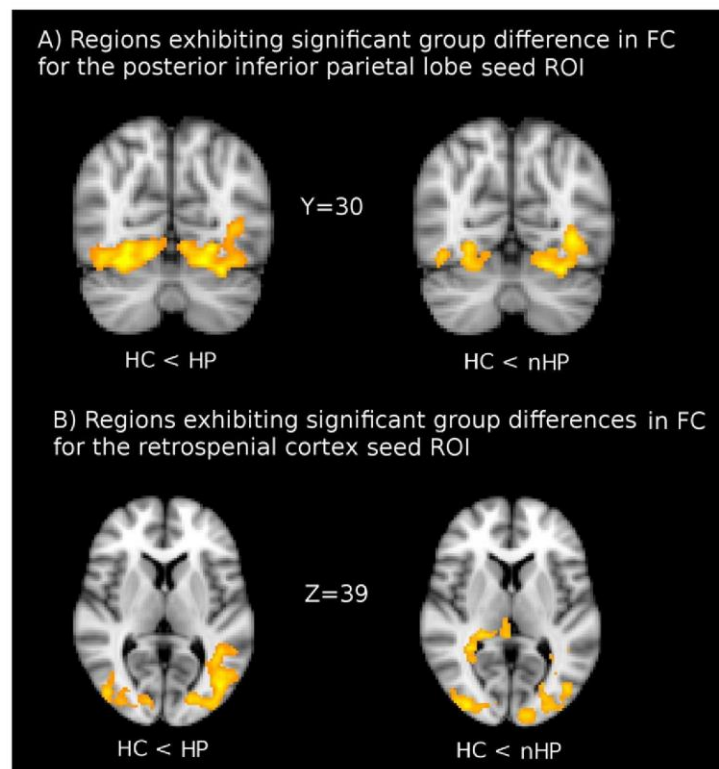 A) Regions exhibiting significant group difference in FC
for the posterior inferior parietal lobe seed ROI
Y=30
HC < HP
HC < nHP
B) Regions exhibiting significant group differences in FC
for the retrospenial cortex seed ROI
Z=39
HC < HP
HC < nHP